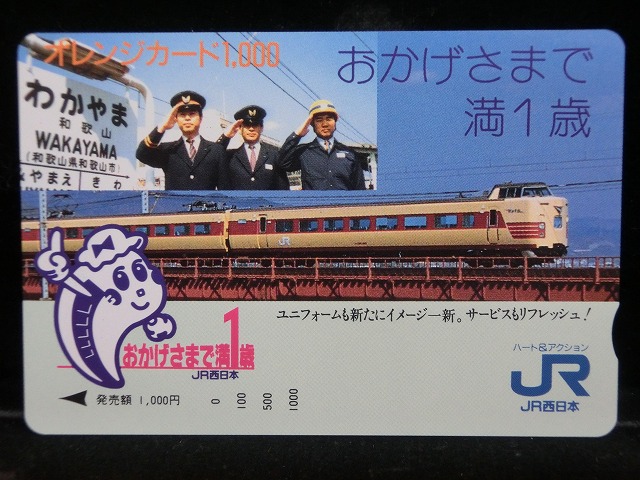 オレンジカード1,000
おかげさまで
満1歳
わかやま
和歌山
WAKAYAMA
(和歌山県和歌山市)
みやまえ きわ
JR
ユニフォームも新たにイメージ一新。サービスもリフレッシュ!
1
おかげさまで満1歳
JR西日本
ハート&アクション
JR
JR西日本
発売額 1,000円
0 100 500 1000